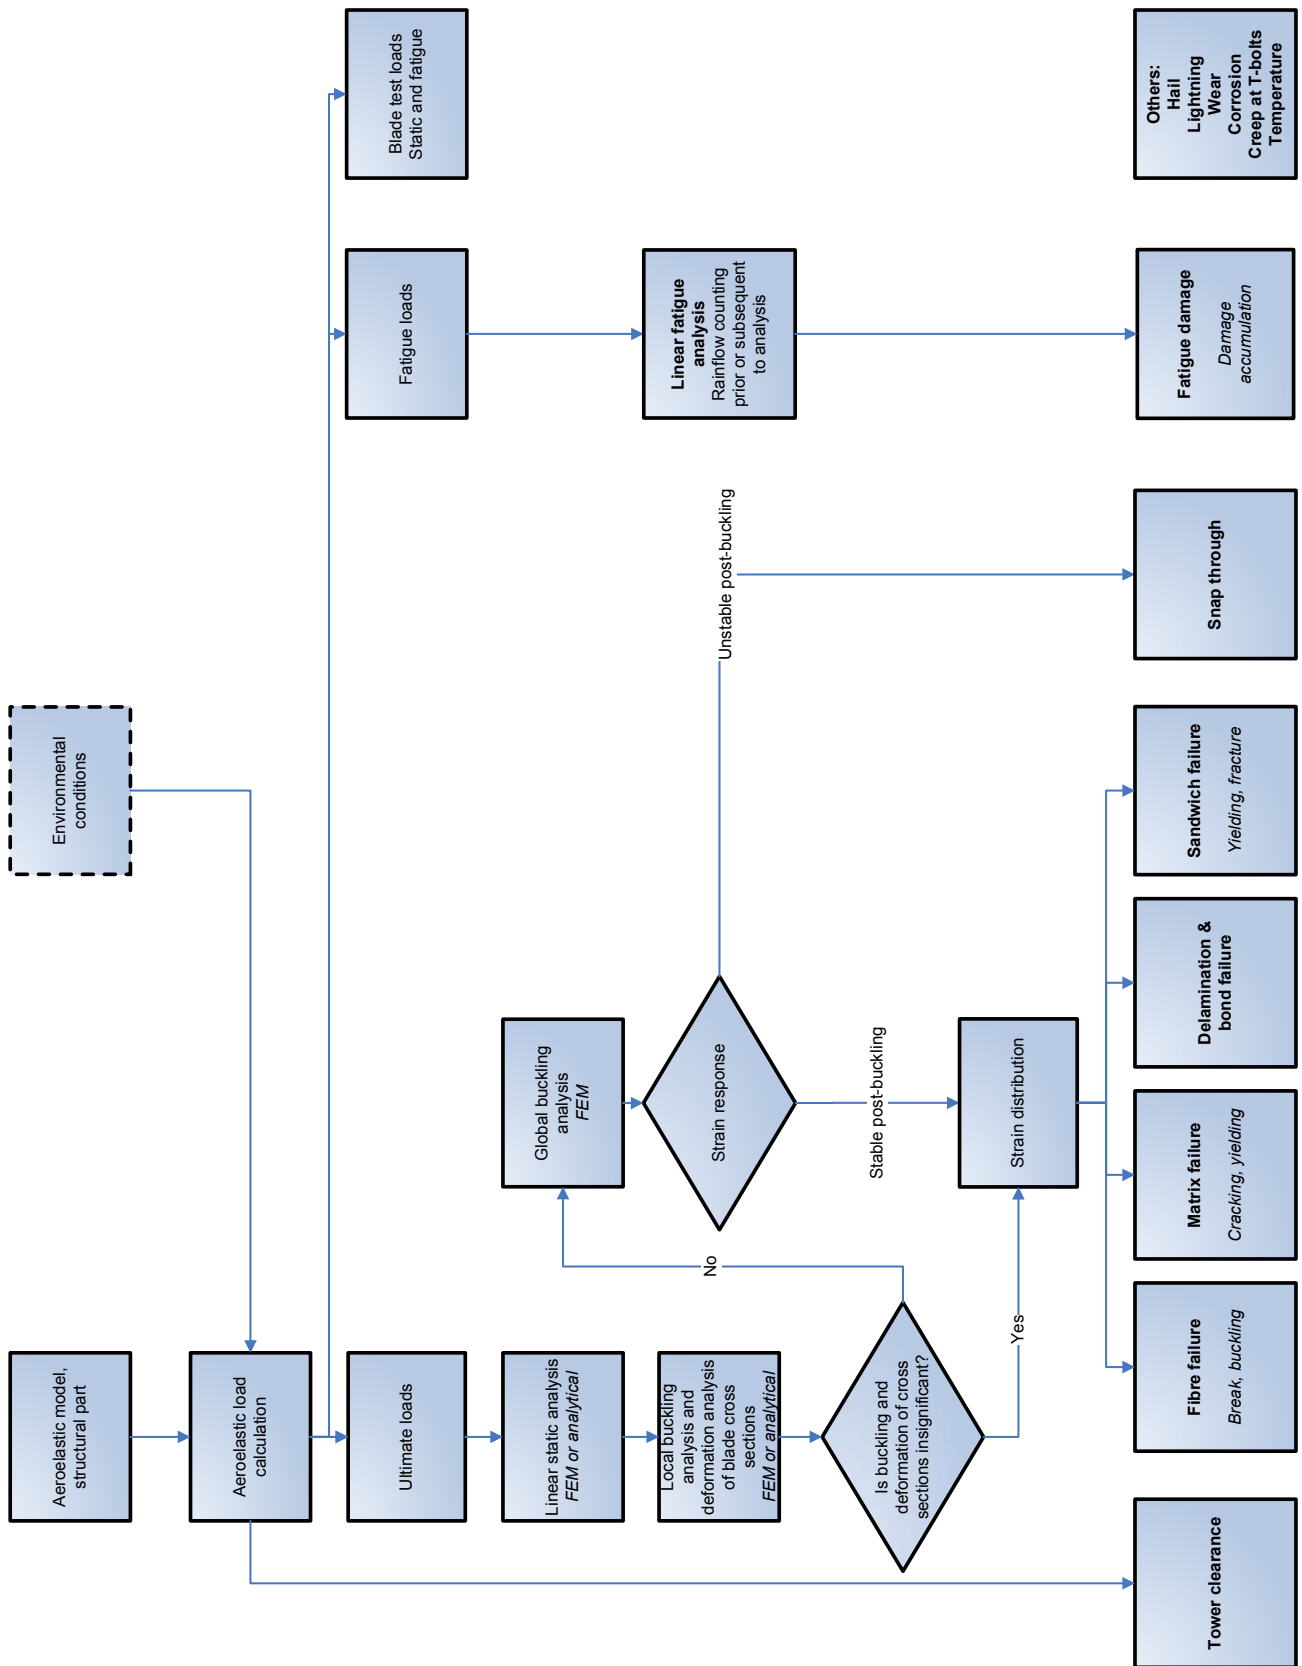 Aeroelastic model,
structural part
Environmental
conditions
Aeroelastic load
calculation
Ultimate loads
Fatigue loads
Blade test loads
Static and fatigue
Linear static analysis
FEM or analytical
Global buckling
analysis
FEM
Local buckling
analysis and
deformation analysis
of blade cross
sections
FEM or analytical
Linear fatigue
analysis
Rainflow counting
prior or subsequent
to analysis
Strain response
No
Unstable post-buckling
Is buckling and
deformation of cross
sections insignificant?
Stable post-buckling
Yes
Strain distribution
Tower clearance
Fibre failure
Break, buckling
Matrix failure
Cracking, yielding
Delamination &
bond failure
Sandwich failure
Yielding, fracture
Snap through
Fatigue damage
Damage
accumulation
Others:
Hail
Lightning
Wear
Corrosion
Creep at T-bolts
Temperature